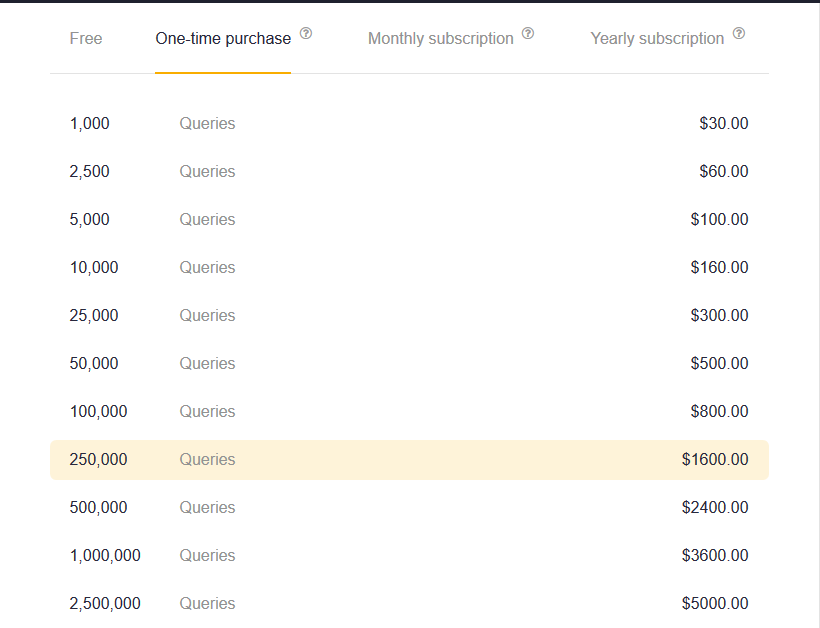 Free One-time purchase ? Monthly subscription ? Yearly subscription ?
1,000 Queries $30.00
2,500 Queries $60.00
5,000 Queries $100.00
10,000 Queries $160.00
25,000 Queries $300.00
50,000 Queries $500.00
100,000 Queries $800.00
250,000 Queries $1600.00
500,000 Queries $2400.00
1,000,000 Queries $3600.00
2,500,000 Queries $5000.00